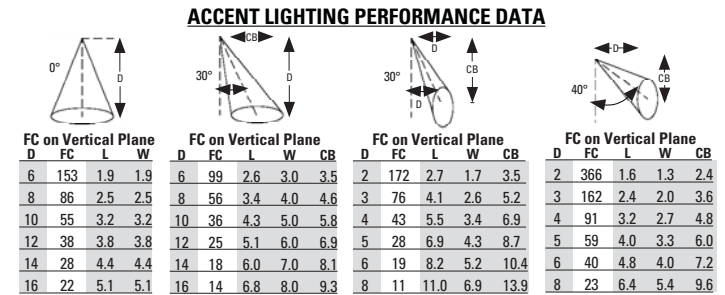 ACCENT LIGHTING PERFORMANCE DATA
0° D
CB 30° D
D 30° CB D
D 40° CB
FC on Vertical Plane FC on Vertical Plane FC on Vertical Plane FC on Vertical Plane
D FC L W D FC L W CB D FC L W CB D FC L W CB
6 153 1.9 1.9 6 99 2.6 3.0 3.5 2 172 2.7 1.7 3.5 2 366 1.6 1.3 2.4
8 86 2.5 2.5 8 56 3.4 4.0 4.6 3 76 4.1 2.6 5.2 3 162 2.4 2.0 3.6
10 55 3.2 3.2 10 36 4.3 5.0 5.8 4 43 5.5 3.4 6.9 4 91 3.2 2.7 4.8
12 38 3.8 3.8 12 25 5.1 6.0 6.9 5 28 6.9 4.3 8.7 5 59 4.0 3.3 6.0
14 28 4.4 4.4 14 18 6.0 7.0 8.1 6 19 8.2 5.2 10.4 6 40 4.8 4.0 7.2
16 22 5.1 5.1 16 14 6.8 8.0 9.3 8 11 11.0 6.9 13.9 8 23 6.4 5.4 9.6